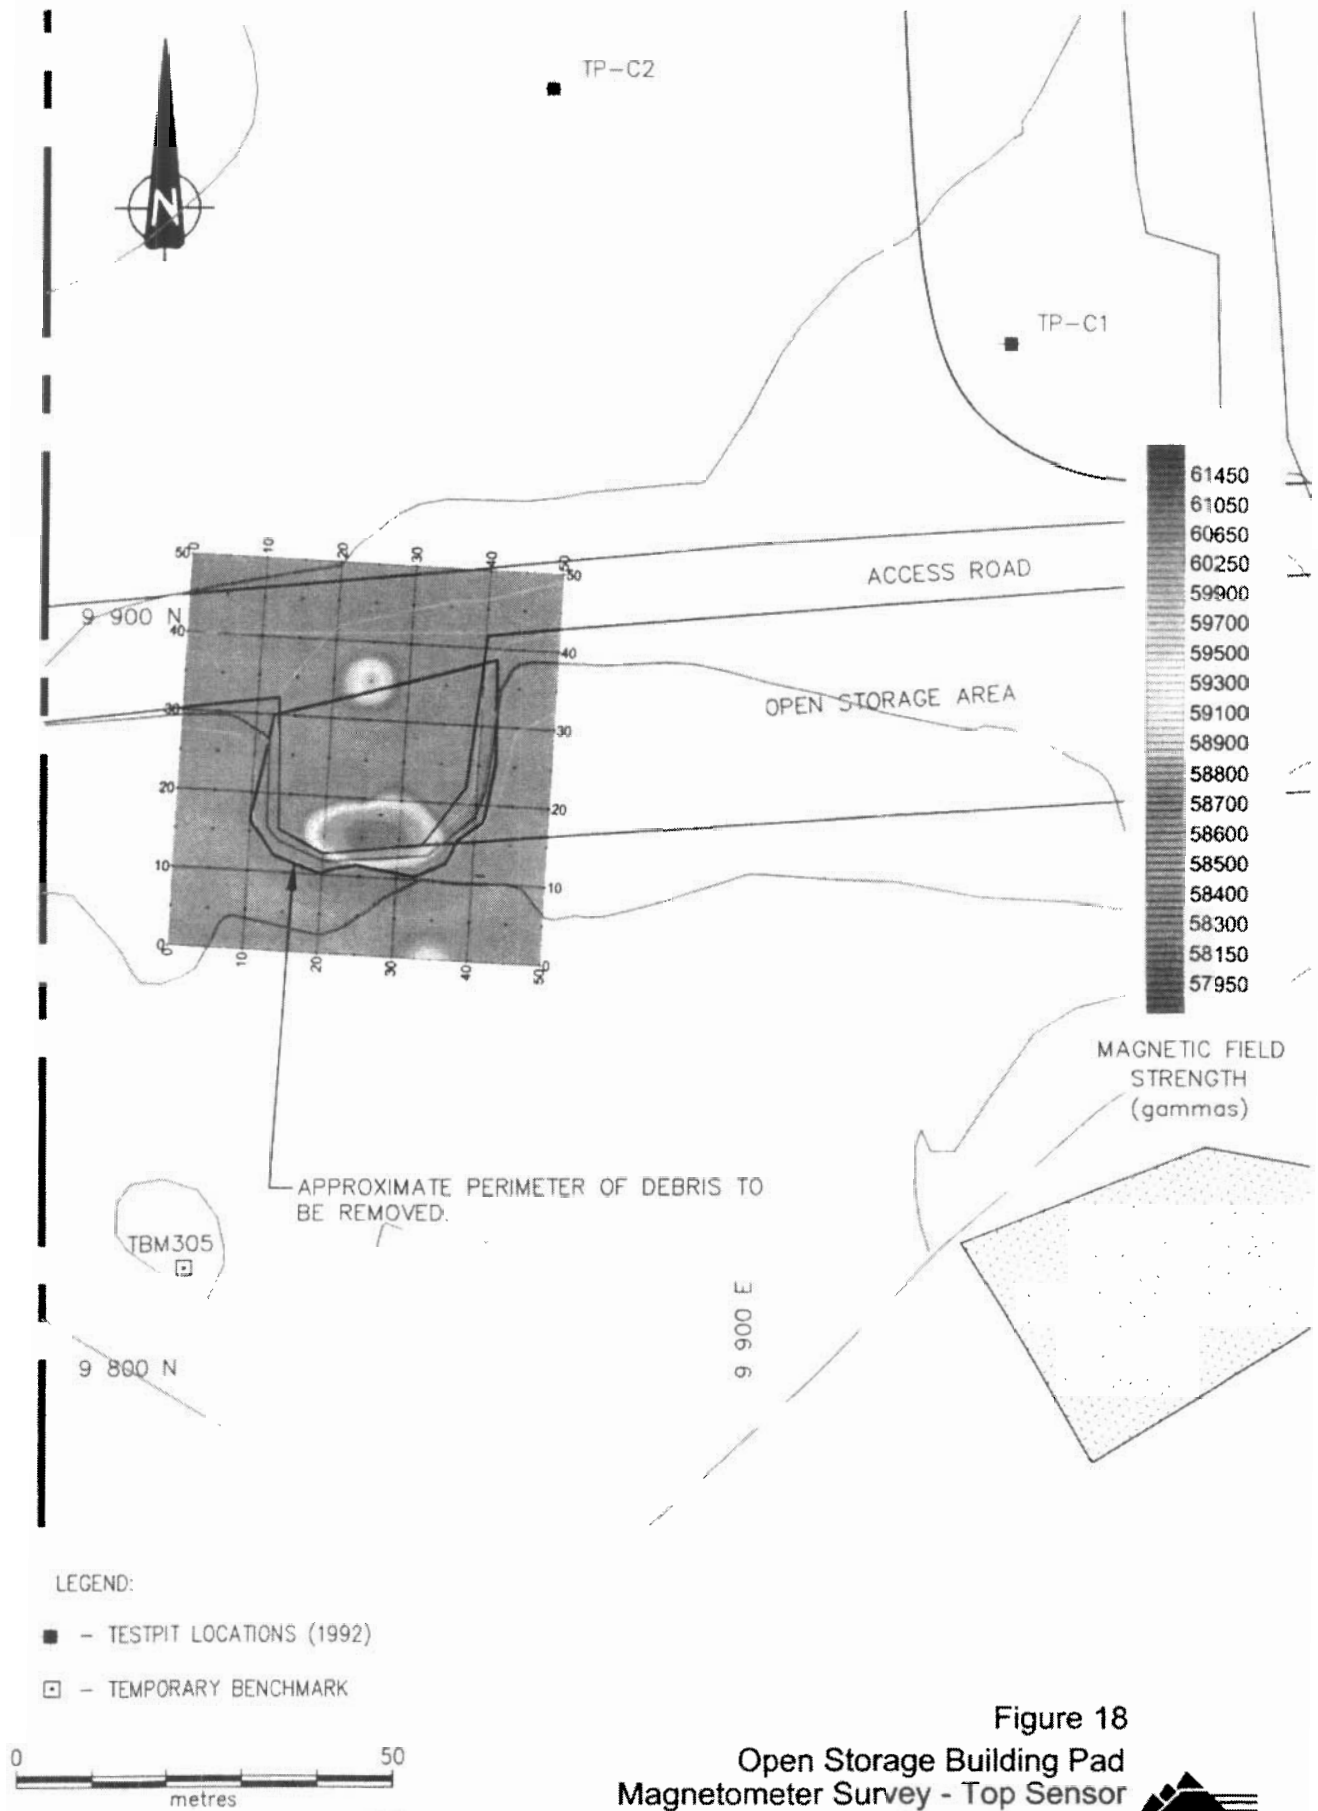 TP-C2
N
TP-C1
61450
61050
60650
60250
59900
59700
59500
59300
59100
58900
58800
58700
58600
58500
58400
58300
58150
57950
MAGNETIC FIELD
STRENGTH
(gammas)
50
10
20
30
40
50
50
ACCESS ROAD
9 900 N
40
40
OPEN STORAGE AREA
30
30
20
20
10
10
0
0
0
10
20
30
40
50
APPROXIMATE PERIMETER OF DEBRIS TO
BE REMOVED.
TBM305
9 900 E
9 800 N
LEGEND:
- TESTPIT LOCATIONS (1992)
- TEMPORARY BENCHMARK
0 50
metres
Figure 18
Open Storage Building Pad
Magnetometer Survey - Top Sensor